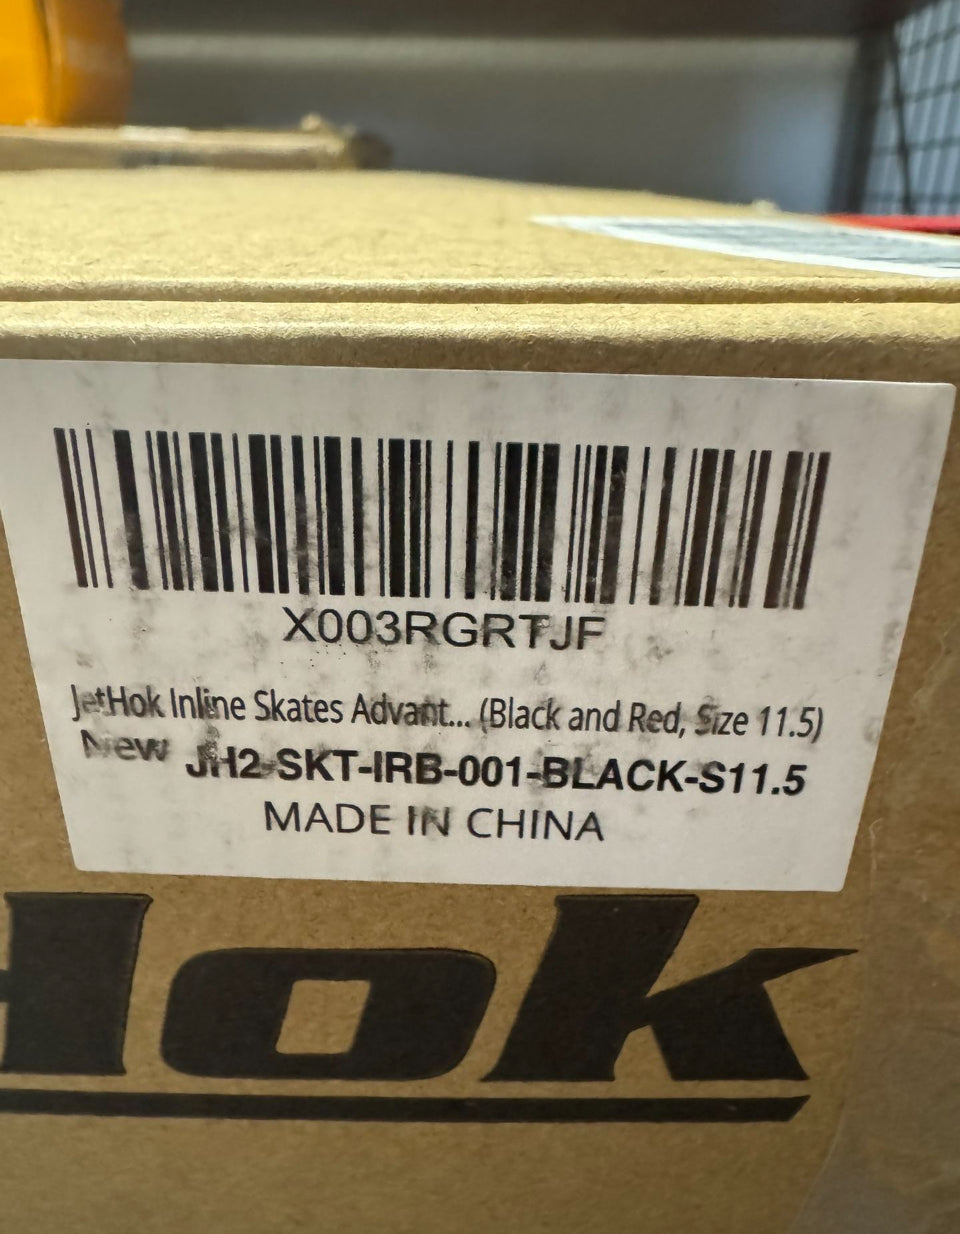 X003RGRTJF
JetHok Inline Skates Advant... (Black and Red, Size 11.5)
New JH2-SKT-IRB-001-BLACK-S11.5
MADE IN CHINA
Hok